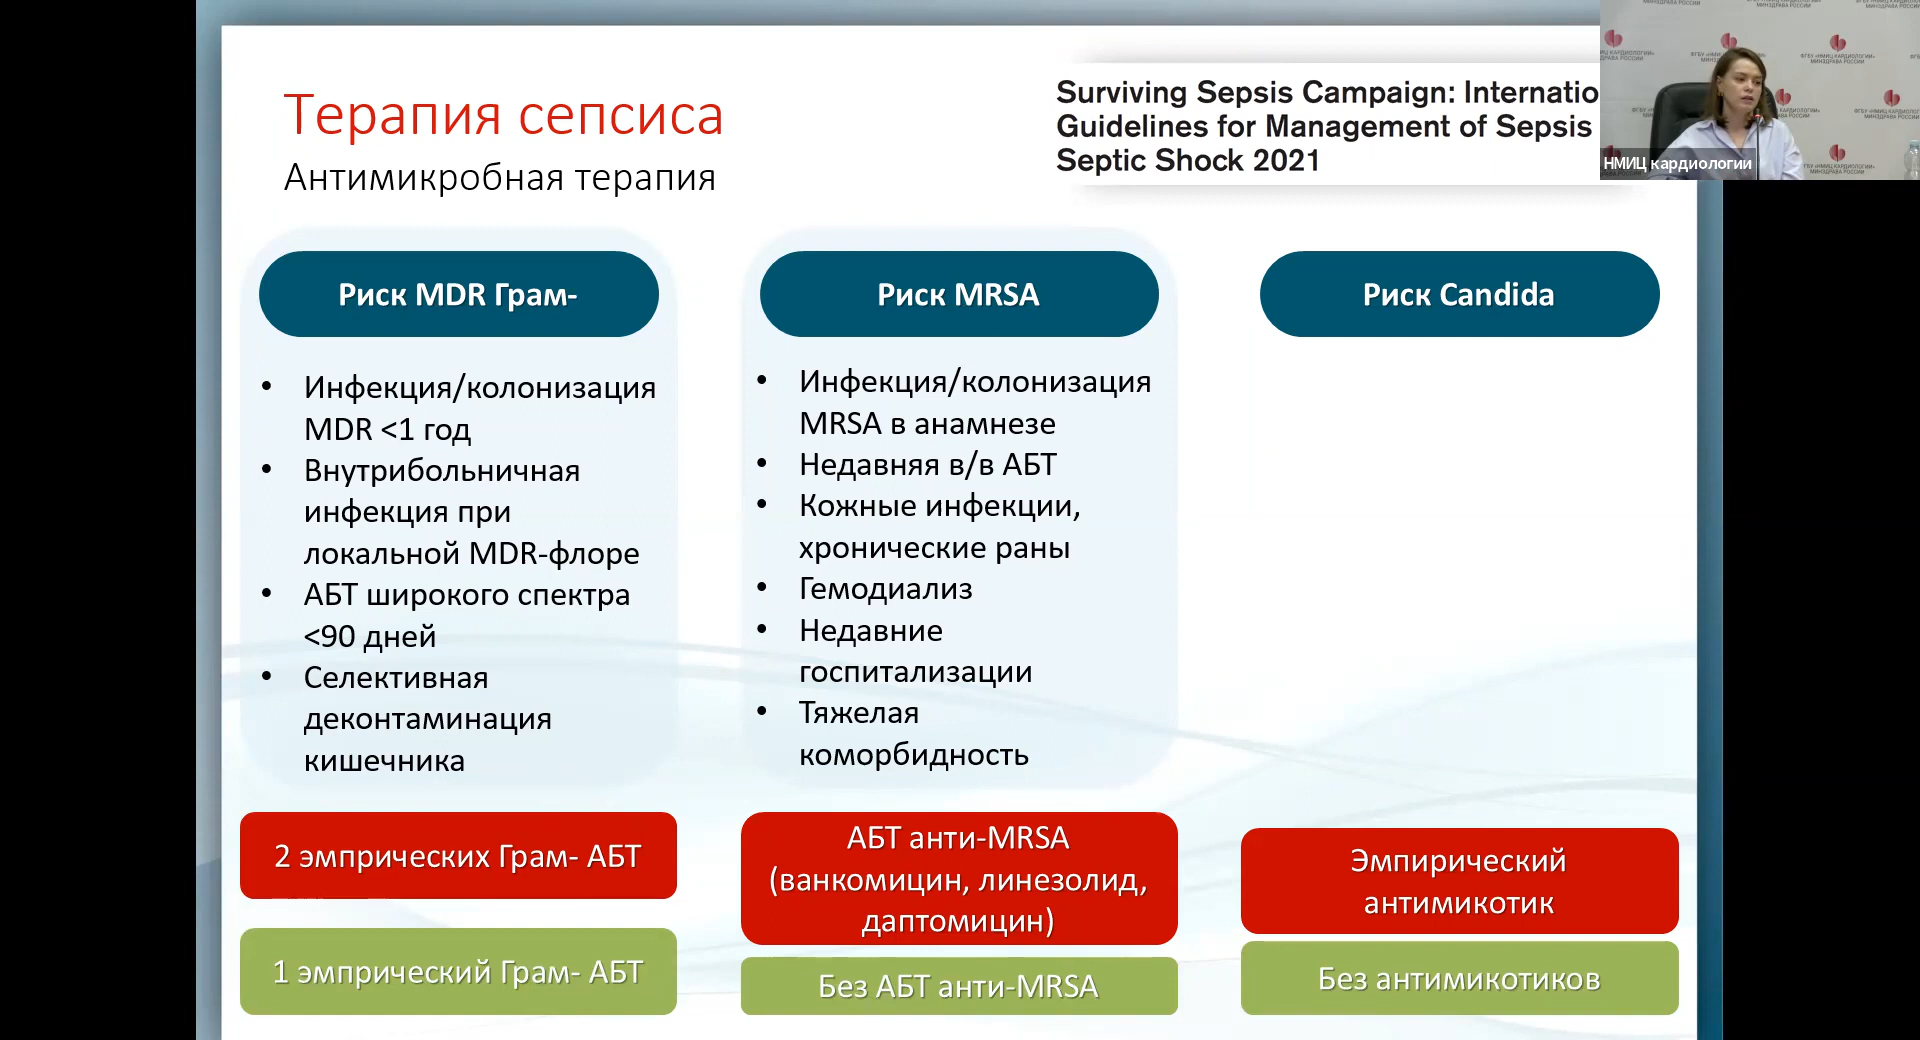 Терапия сепсиса
Антимикробная терапия
Surviving Sepsis Campaign: Internatio
Guidelines for Management of Sepsis
Septic Shock 2021
НМИЦ кардиологии
Риск MDR Грам-
Инфекция/колонизация
MDR <1 год
Внутрибольничная
инфекция при
локальной MDR-флоре
АБТ широкого спектра
<90 дней
Селективная
деконтаминация
кишечника
2 эмпрических Грам- АБТ
1 эмпрический Грам- АБТ
Риск MRSA
Инфекция/колонизация
MRSA в анамнезе
Недавняя в/в АБТ
Кожные инфекции,
хронические раны
Гемодиализ
Недавние
госпитализации
Тяжелая
коморбидность
АБТ анти-MRSA
(ванкомицин, линезолид,
даптомицин)
Без АБТ анти-MRSA
Риск Candida
Эмпирический
антимикотик
Без антимикотиков